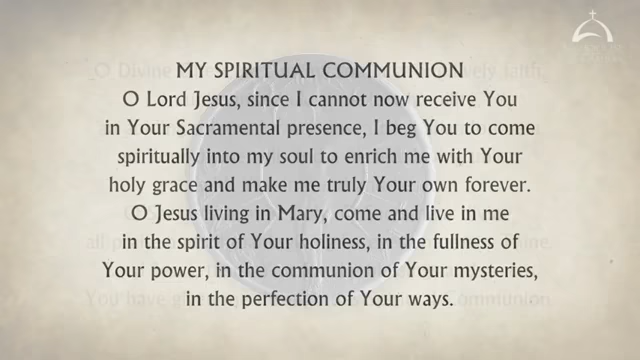 MY SPIRITUAL COMMUNION
O Lord Jesus, since I cannot now receive You
in Your Sacramental presence, I beg You to come
spiritually into my soul to enrich me with Your
holy grace and make me truly Your own forever.
O Jesus living in Mary, come and live in me
in the spirit of Your holiness, in the fullness of
Your power, in the communion of Your mysteries,
in the perfection of Your ways.